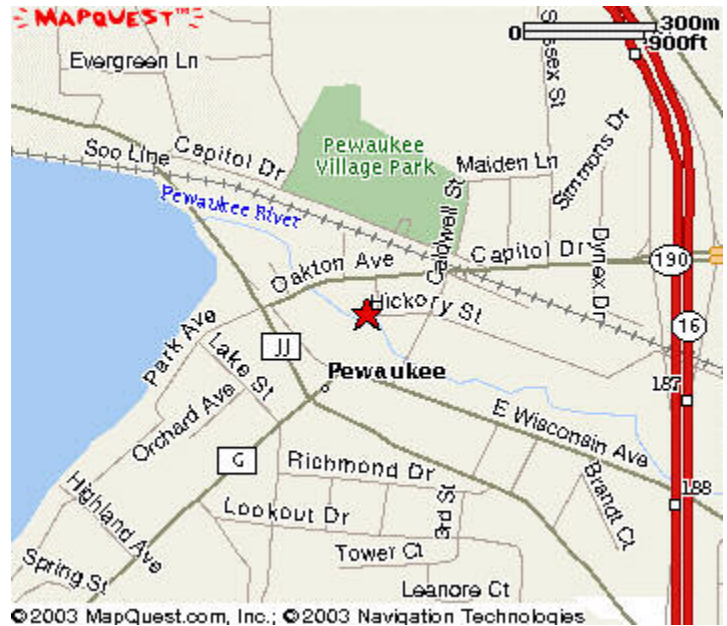 MAPQUEST™
0 300m
900ft
Evergreen Ln
Soo Line
Capitol Dr
Pewaukee
Village Park
Maiden Ln
Simmons Dr
Pewaukee River
Caldwell St
Oakton Ave
Capitol Dr
Dynex Dr
190
Hickory St
16
Park Ave
Lake St
JJ
Pewaukee
187
Orchard Ave
E Wisconsin Ave
G
Richmond Dr
Brandt Ct
188
Highland Ave
Lookout Dr
3rd St
Tower Ct
Spring St
Leanore Ct
©2003 MapQuest.com, Inc.; ©2003 Navigation Technologies